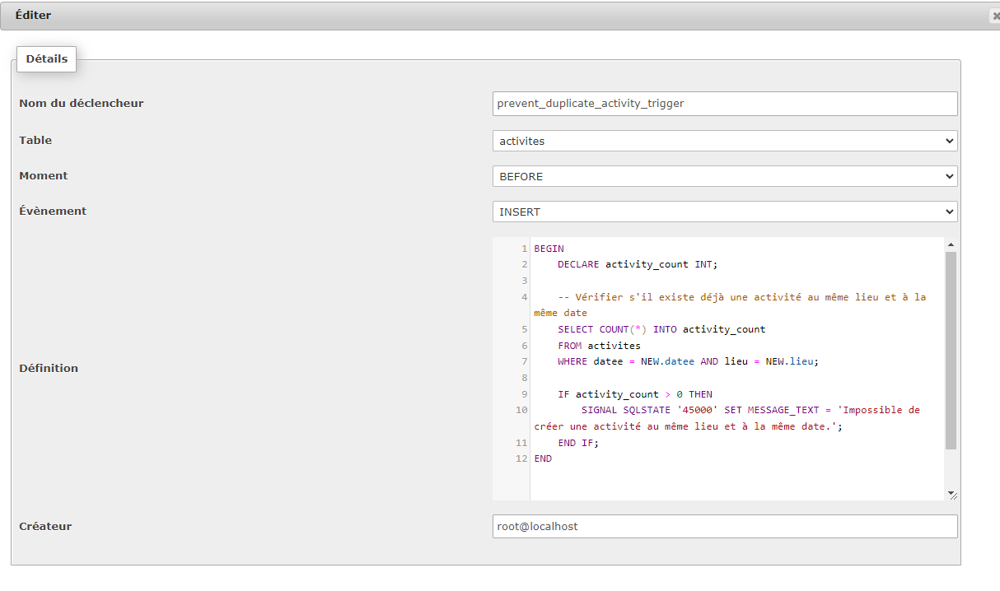 Éditer
Détails
Nom du déclencheur
prevent_duplicate_activity_trigger
Table
activites
Moment
BEFORE
Évènement
INSERT
Définition
1 BEGIN
2 DECLARE activity_count INT;
3
4 -- Vérifier s'il existe déjà une activité au même lieu et à la
même date
5 SELECT COUNT(*) INTO activity_count
6 FROM activites
7 WHERE datee = NEW.datee AND lieu = NEW.lieu;
8
9 IF activity_count > 0 THEN
10 SIGNAL SQLSTATE '45000' SET MESSAGE_TEXT = 'Impossible de
créer une activité au même lieu et à la même date.';
11 END IF;
12 END
Créateur
root@localhost